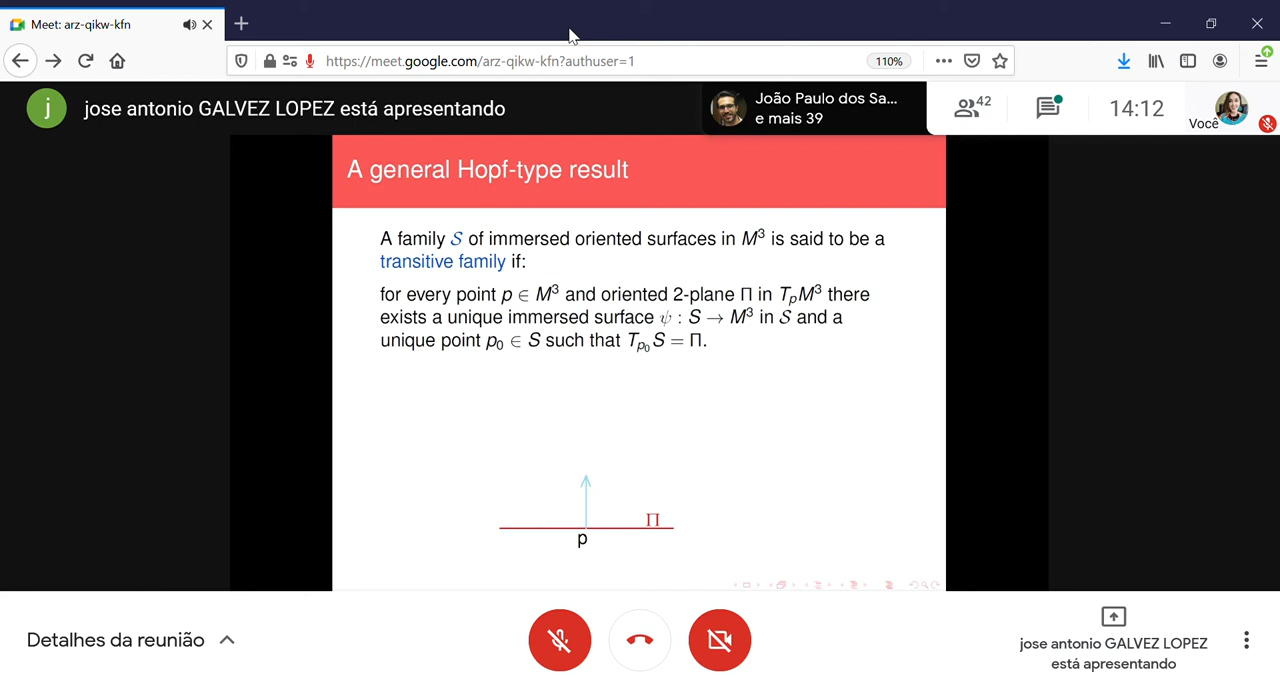 Meet: arz-qikw-kfn
https://meet.google.com/arz-qikw-kfn?authuser=1
110%
j
jose antonio GALVEZ LOPEZ está apresentando
João Paulo dos Sa...
e mais 39
42
14:12
Você
A general Hopf-type result
A family 𝒮 of immersed oriented surfaces in M³ is said to be a
transitive family if:
for every point p ∈ M³ and oriented 2-plane Π in TₚM³ there
exists a unique immersed surface ψ : S → M³ in 𝒮 and a
unique point p₀ ∈ S such that T_{p₀}S = Π.
Π
p
Detalhes da reunião
jose antonio GALVEZ LOPEZ
está apresentando